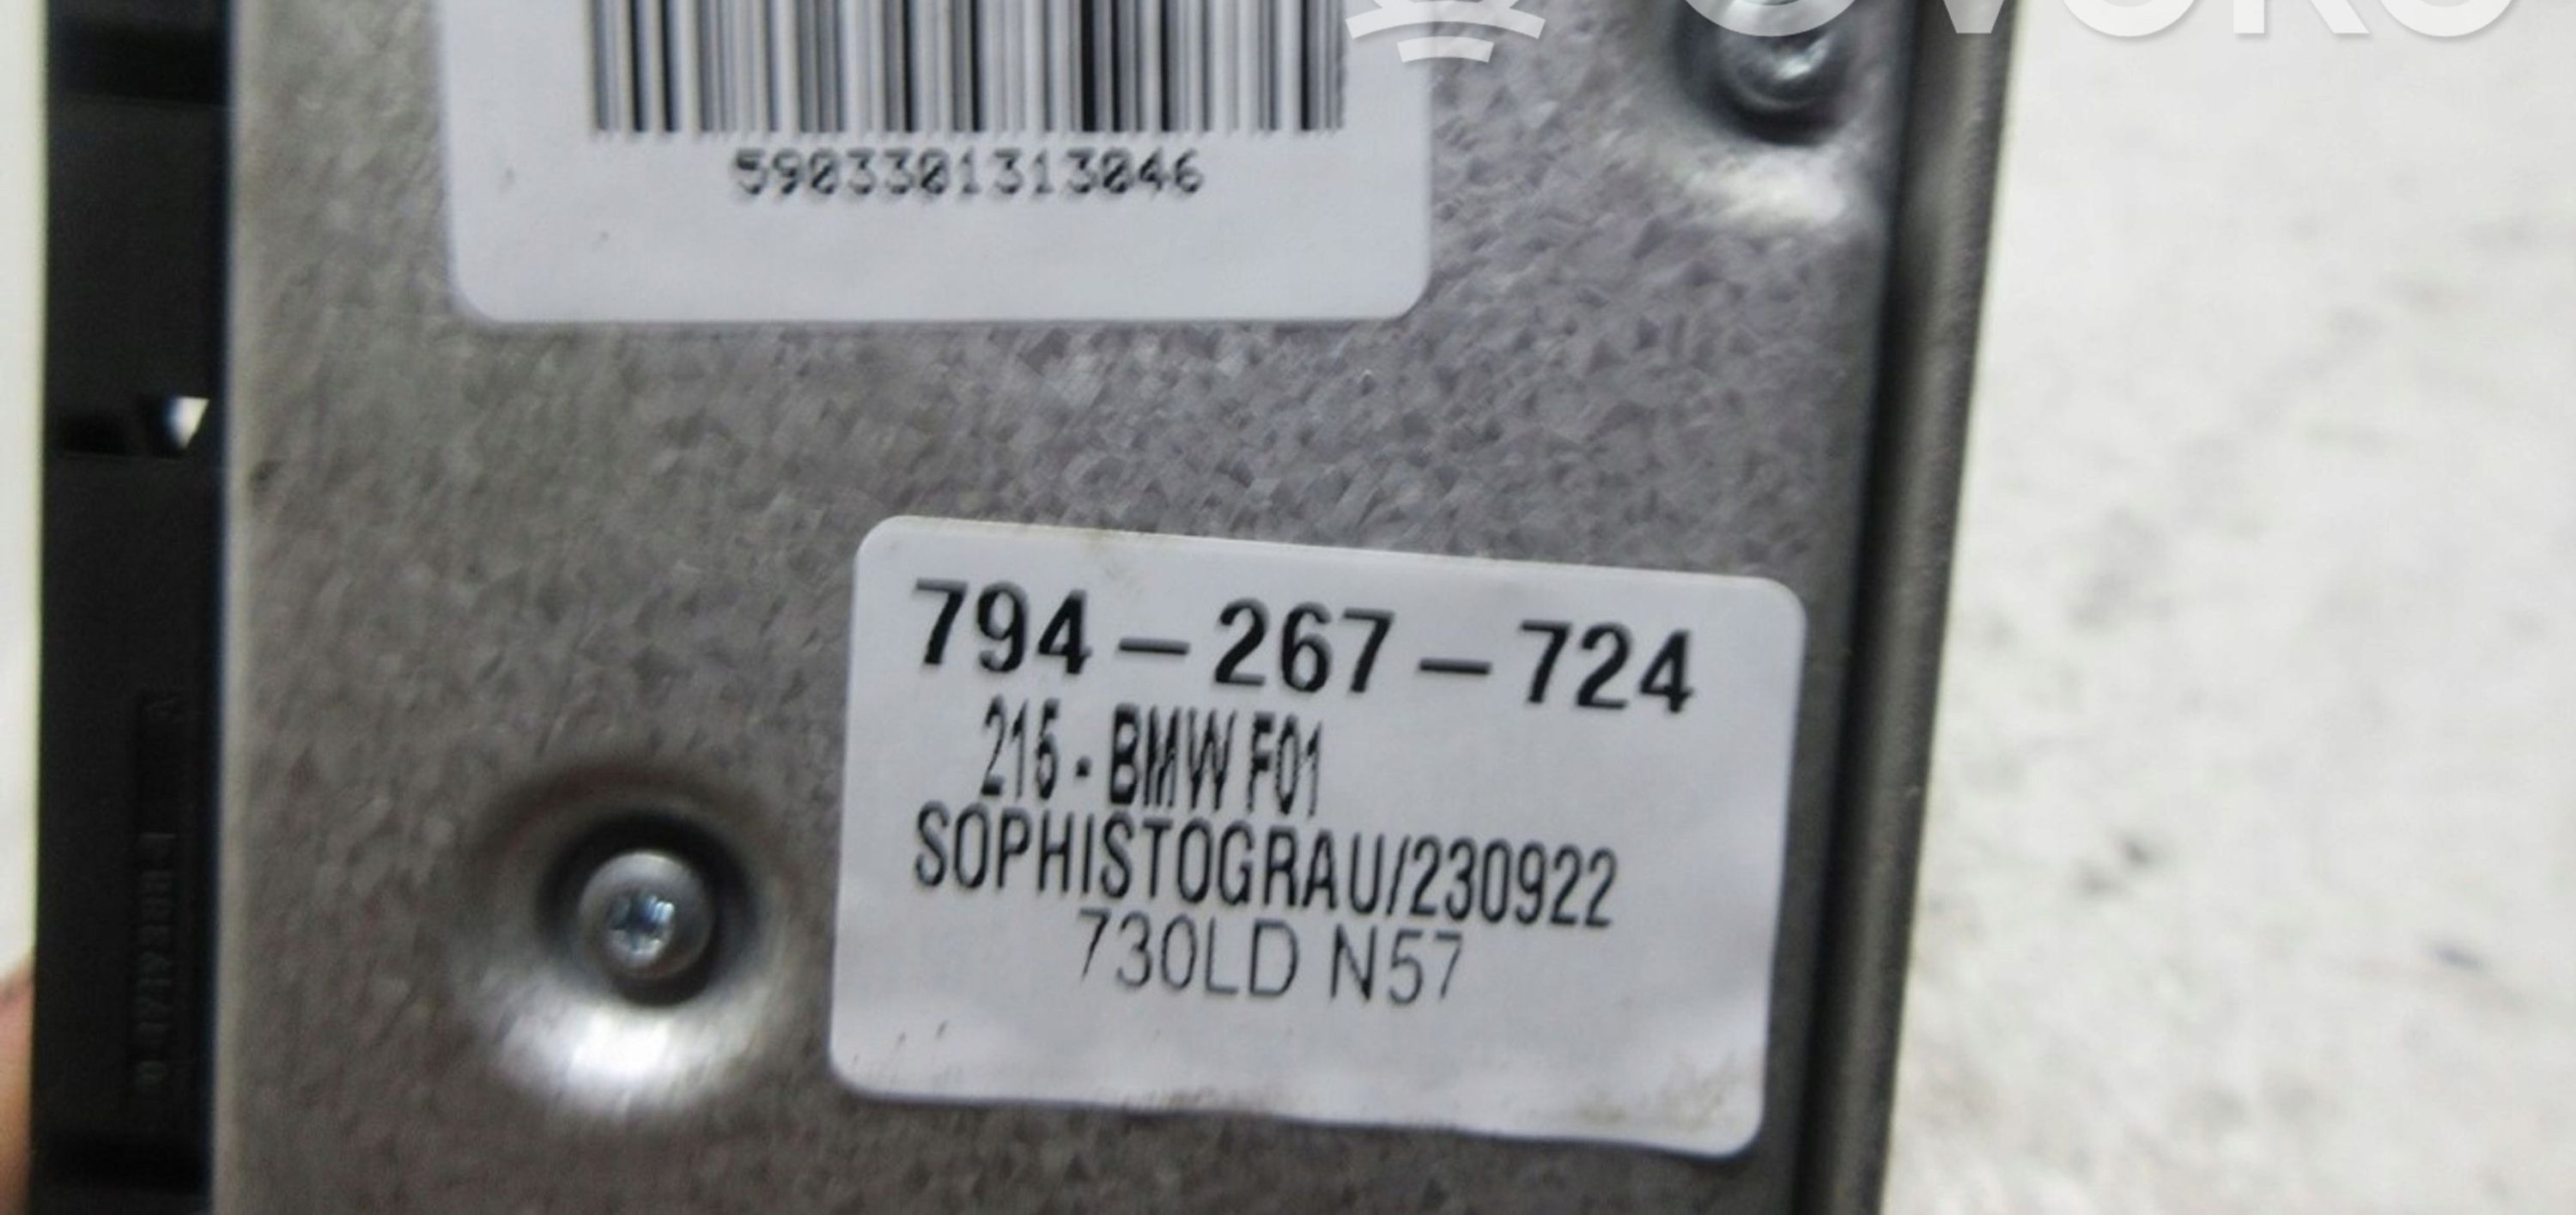 5903301313046
794-267-724
215 - BMW F01
SOPHISTOGRAU/230922
730LD N57